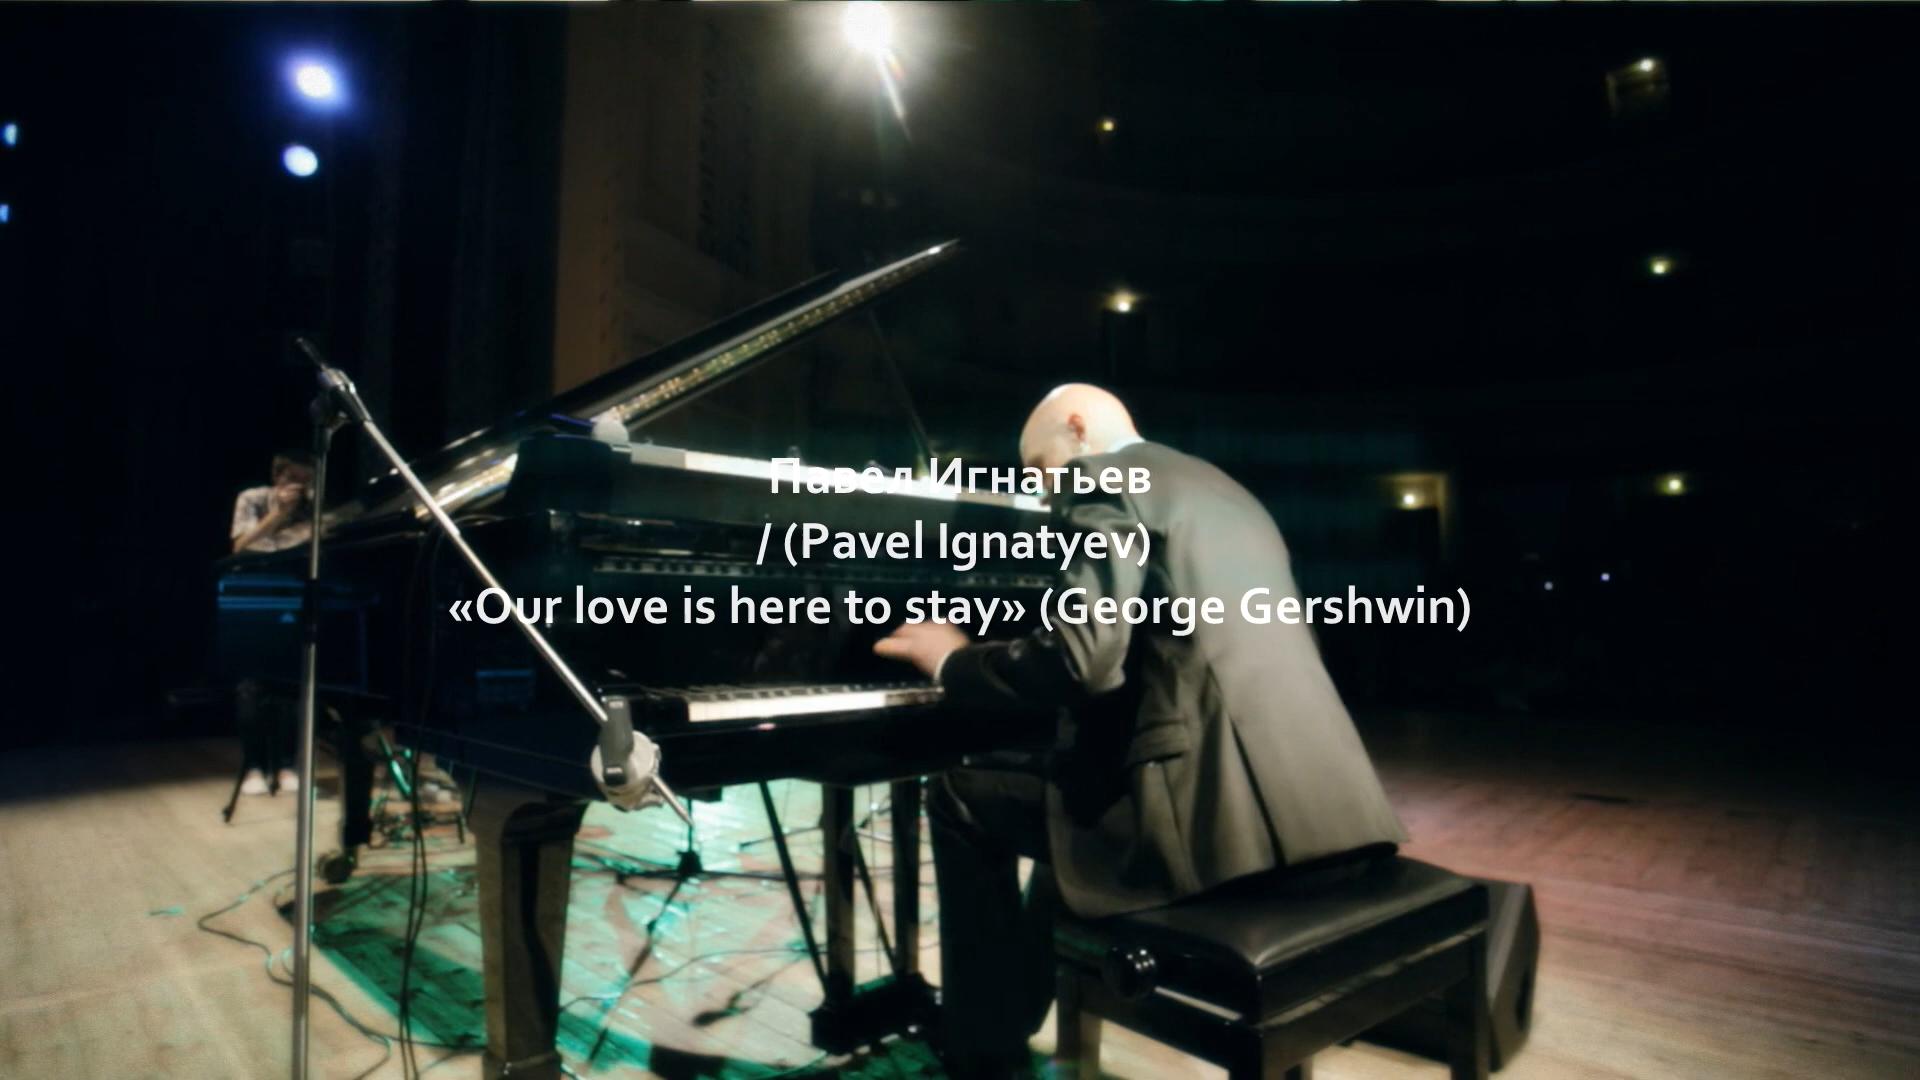 Павел Игнатьев
/ (Pavel Ignatyev)
«Our love is here to stay» (George Gershwin)